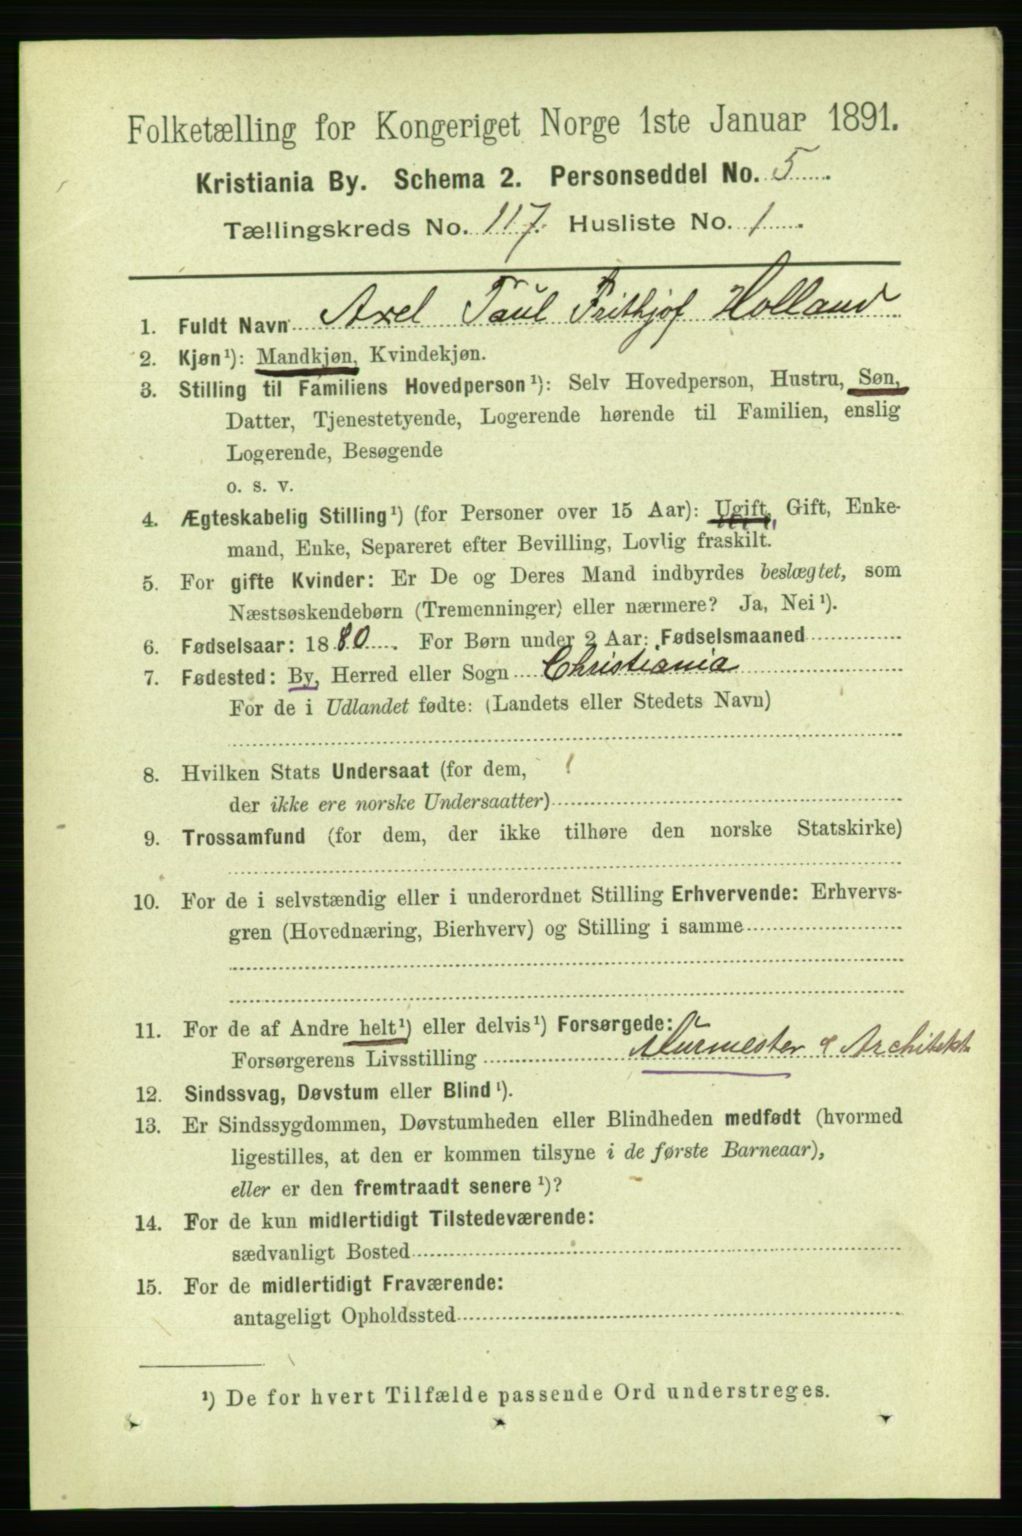 Folketælling for Kongeriget Norge 1ste Januar 1891.
Kristiania By. Schema 2. Personseddel No. 5.
Tællingskreds No. 117. Husliste No. 1.
1. Fuldt Navn Axel Paul Frithjof Holland
2. Kjøn¹): Mandkjøn, Kvindekjøn.
3. Stilling til Familiens Hovedperson¹): Selv Hovedperson, Hustru, Søn,
Datter, Tjenestetyende, Logerende hørende til Familien, enslig
Logerende, Besøgende
o. s. v.
4. Ægteskabelig Stilling¹) (for Personer over 15 Aar): Ugift, Gift, Enke-
mand, Enke, Separeret efter Bevilling, Lovlig fraskilt.
5. For gifte Kvinder: Er De og Deres Mand indbyrdes beslægtet, som
Næstsøskendebørn (Tremenninger) eller nærmere? Ja, Nei¹).
6. Fødselsaar: 1880. For Børn under 2 Aar: Fødselsmaaned
7. Fødested: By, Herred eller Sogn Christiania
For de i Udlandet fødte: (Landets eller Stedets Navn)
8. Hvilken Stats Undersaat (for dem,
der ikke ere norske Undersaatter)
9. Trossamfund (for dem, der ikke tilhøre den norske Statskirke)
10. For de i selvstændig eller i underordnet Stilling Erhvervende: Erhvervs-
gren (Hovednæring, Bierhverv) og Stilling i samme
11. For de af Andre helt¹) eller delvis¹) Forsørgede:
Forsørgerens Livsstilling Murmester & Architekt
12. Sindssvag, Døvstum eller Blind¹).
13. Er Sindssygdommen, Døvstumheden eller Blindheden medfødt (hvormed
ligestilles, at den er kommen tilsyne i de første Barneaar),
eller er den fremtraadt senere¹)?
14. For de kun midlertidigt Tilstedeværende:
sædvanligt Bosted
15. For de midlertidigt Fraværende:
antageligt Opholdssted
¹) De for hvert Tilfælde passende Ord understreges.